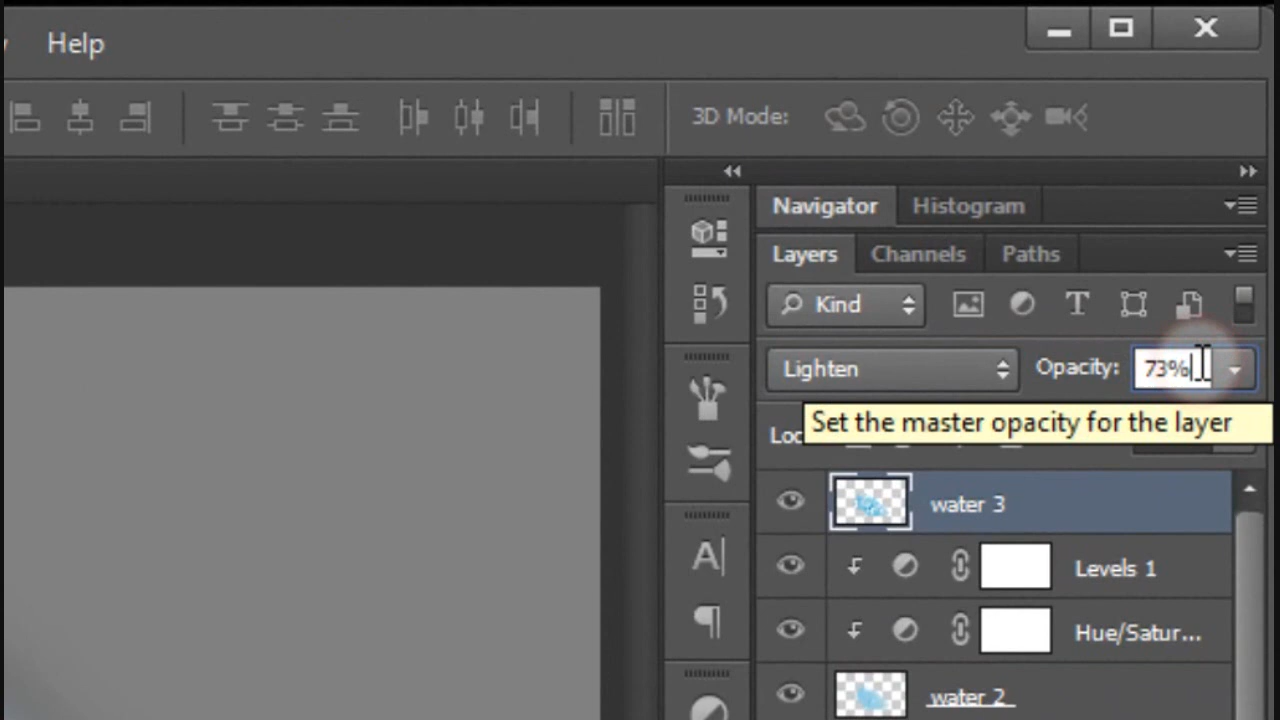 Help
3D Mode:
Navigator Histogram
Layers Channels Paths
Kind
Lighten Opacity: 73%
Set the master opacity for the layer
water 3
Levels 1
Hue/Satur...
water 2